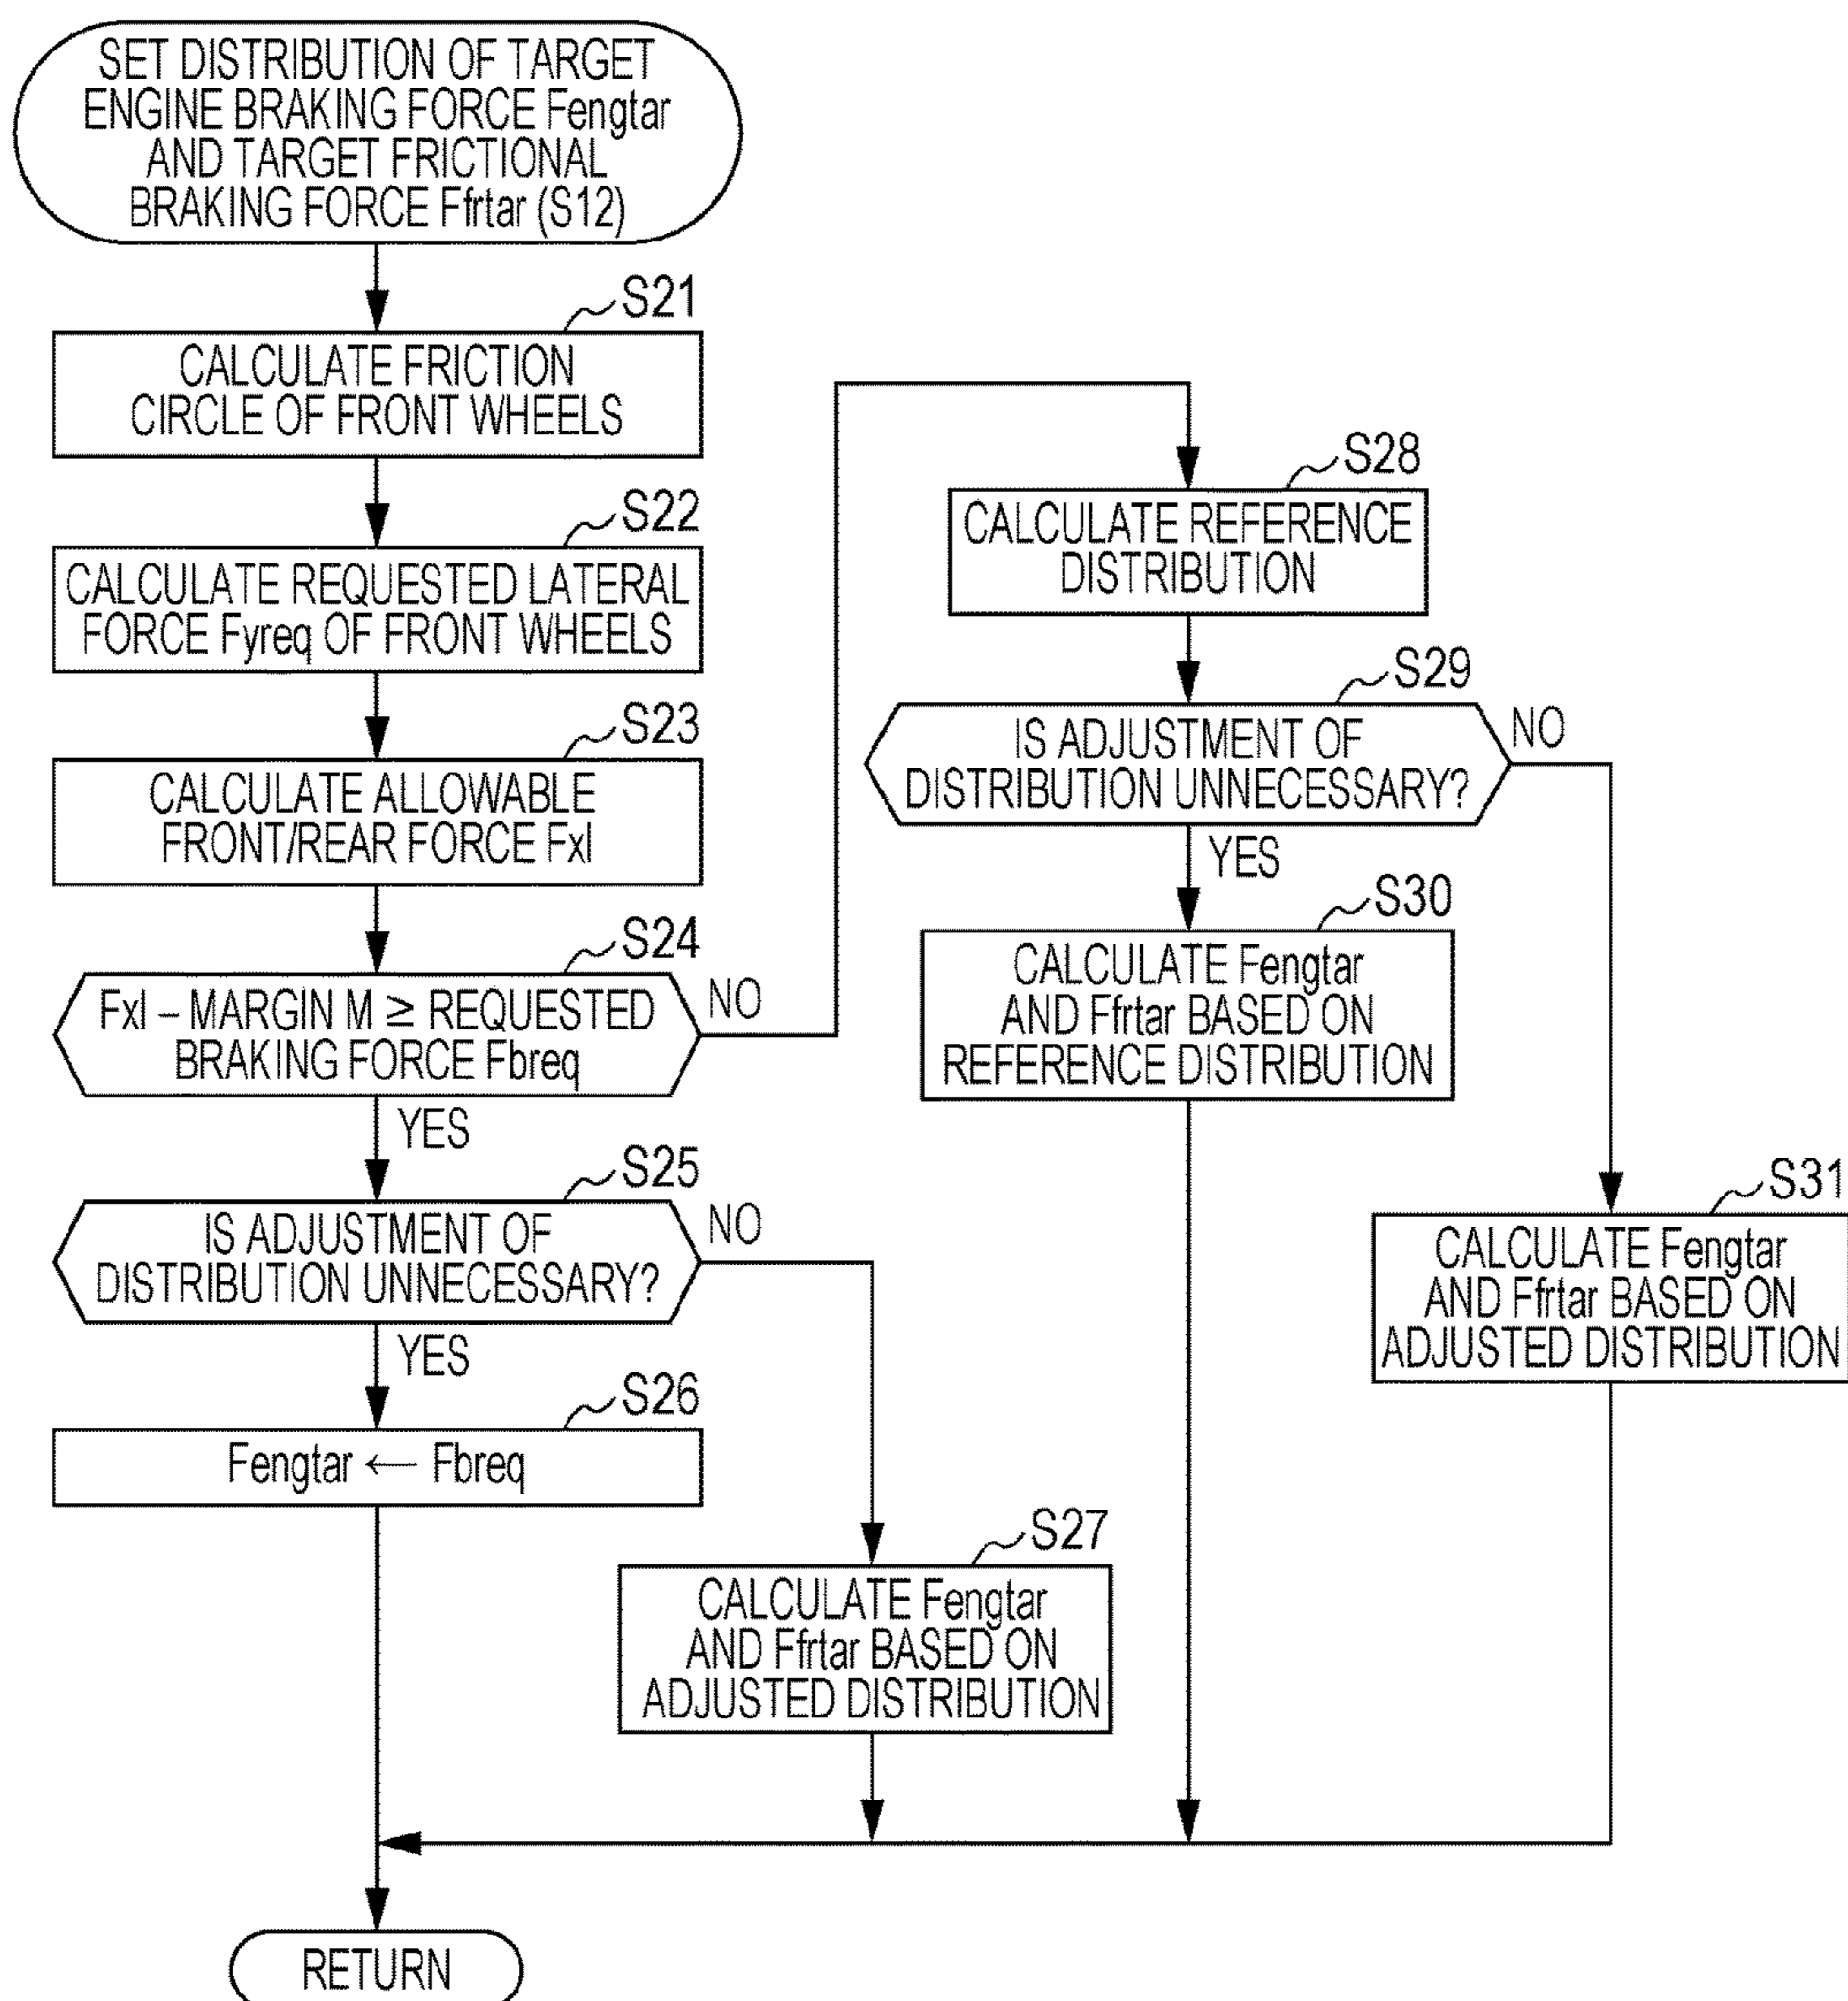 SET DISTRIBUTION OF TARGET
ENGINE BRAKING FORCE Fengtar
AND TARGET FRICTIONAL
BRAKING FORCE Ffrtar (S12)
S21
CALCULATE FRICTION
CIRCLE OF FRONT WHEELS
S22
CALCULATE REQUESTED LATERAL
FORCE Fyreq OF FRONT WHEELS
S23
CALCULATE ALLOWABLE
FRONT/REAR FORCE Fxl
S24
Fxl – MARGIN M ≥ REQUESTED
BRAKING FORCE Fbreq
NO
YES
S25
IS ADJUSTMENT OF
DISTRIBUTION UNNECESSARY?
NO
YES
S26
Fengtar ← Fbreq
S27
CALCULATE Fengtar
AND Ffrtar BASED ON
ADJUSTED DISTRIBUTION
S28
CALCULATE REFERENCE
DISTRIBUTION
S29
IS ADJUSTMENT OF
DISTRIBUTION UNNECESSARY?
NO
YES
S30
CALCULATE Fengtar
AND Ffrtar BASED ON
REFERENCE DISTRIBUTION
S31
CALCULATE Fengtar
AND Ffrtar BASED ON
ADJUSTED DISTRIBUTION
RETURN